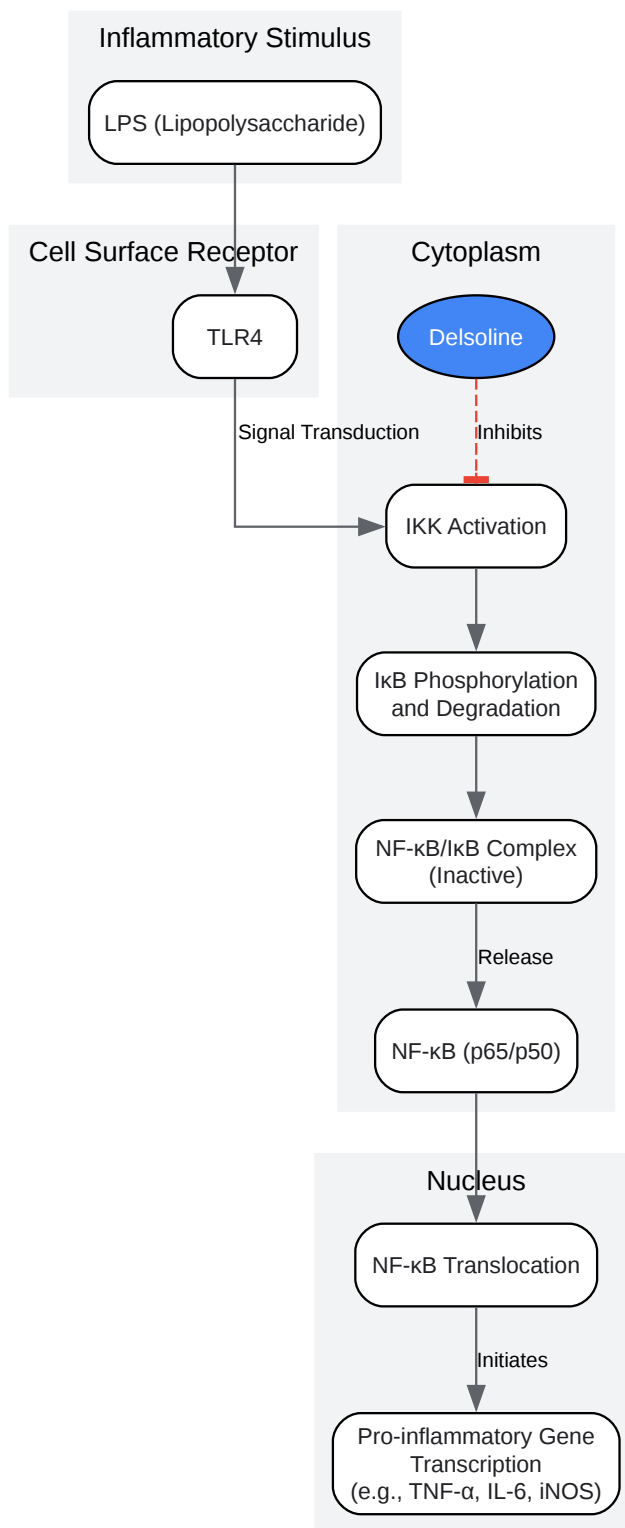 Inflammatory Stimulus
LPS (Lipopolysaccharide)
Cell Surface Receptor
Cytoplasm
TLR4
Delsoline
Signal Transduction
Inhibits
IKK Activation
IκB Phosphorylation
and Degradation
NF-κB/IκB Complex
(Inactive)
Release
NF-κB (p65/p50)
Nucleus
NF-κB Translocation
Initiates
Pro-inflammatory Gene
Transcription
(e.g., TNF-α, IL-6, iNOS)